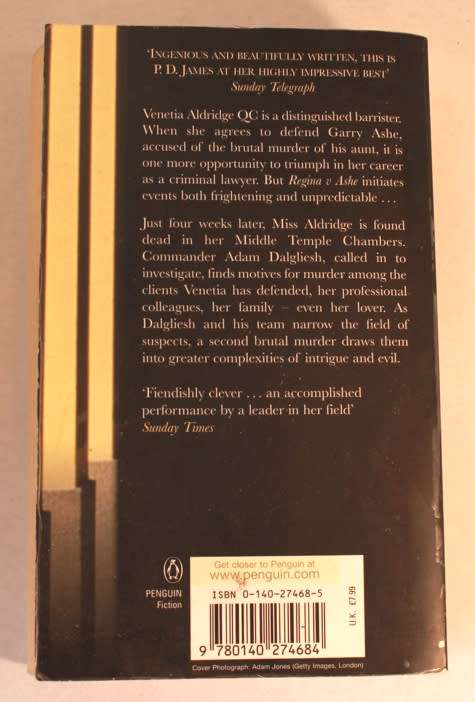 ‘INGENIOUS AND BEAUTIFULLY WRITTEN, THIS IS
P. D. JAMES AT HER HIGHLY IMPRESSIVE BEST’
Sunday Telegraph
Venetia Aldridge QC is a distinguished barrister.
When she agrees to defend Garry Ashe,
accused of the brutal murder of his aunt, it is
one more opportunity to triumph in her career
as a criminal lawyer. But Regina v Ashe initiates
events both frightening and unpredictable ...
Just four weeks later, Miss Aldridge is found
dead in her Middle Temple Chambers.
Commander Adam Dalgliesh, called in to
investigate, finds motives for murder among the
clients Venetia has defended, her professional
colleagues, her family – even her lover. As
Dalgliesh and his team narrow the field of
suspects, a second brutal murder draws them
into greater complexities of intrigue and evil.
‘Fiendishly clever ... an accomplished
performance by a leader in her field’
Sunday Times
PENGUIN
Fiction
Get closer to Penguin at
www.penguin.com
ISBN 0-140-27468-5
9 780140 274684
U.K. £7.99
Cover Photograph: Adam Jones (Getty Images, London)